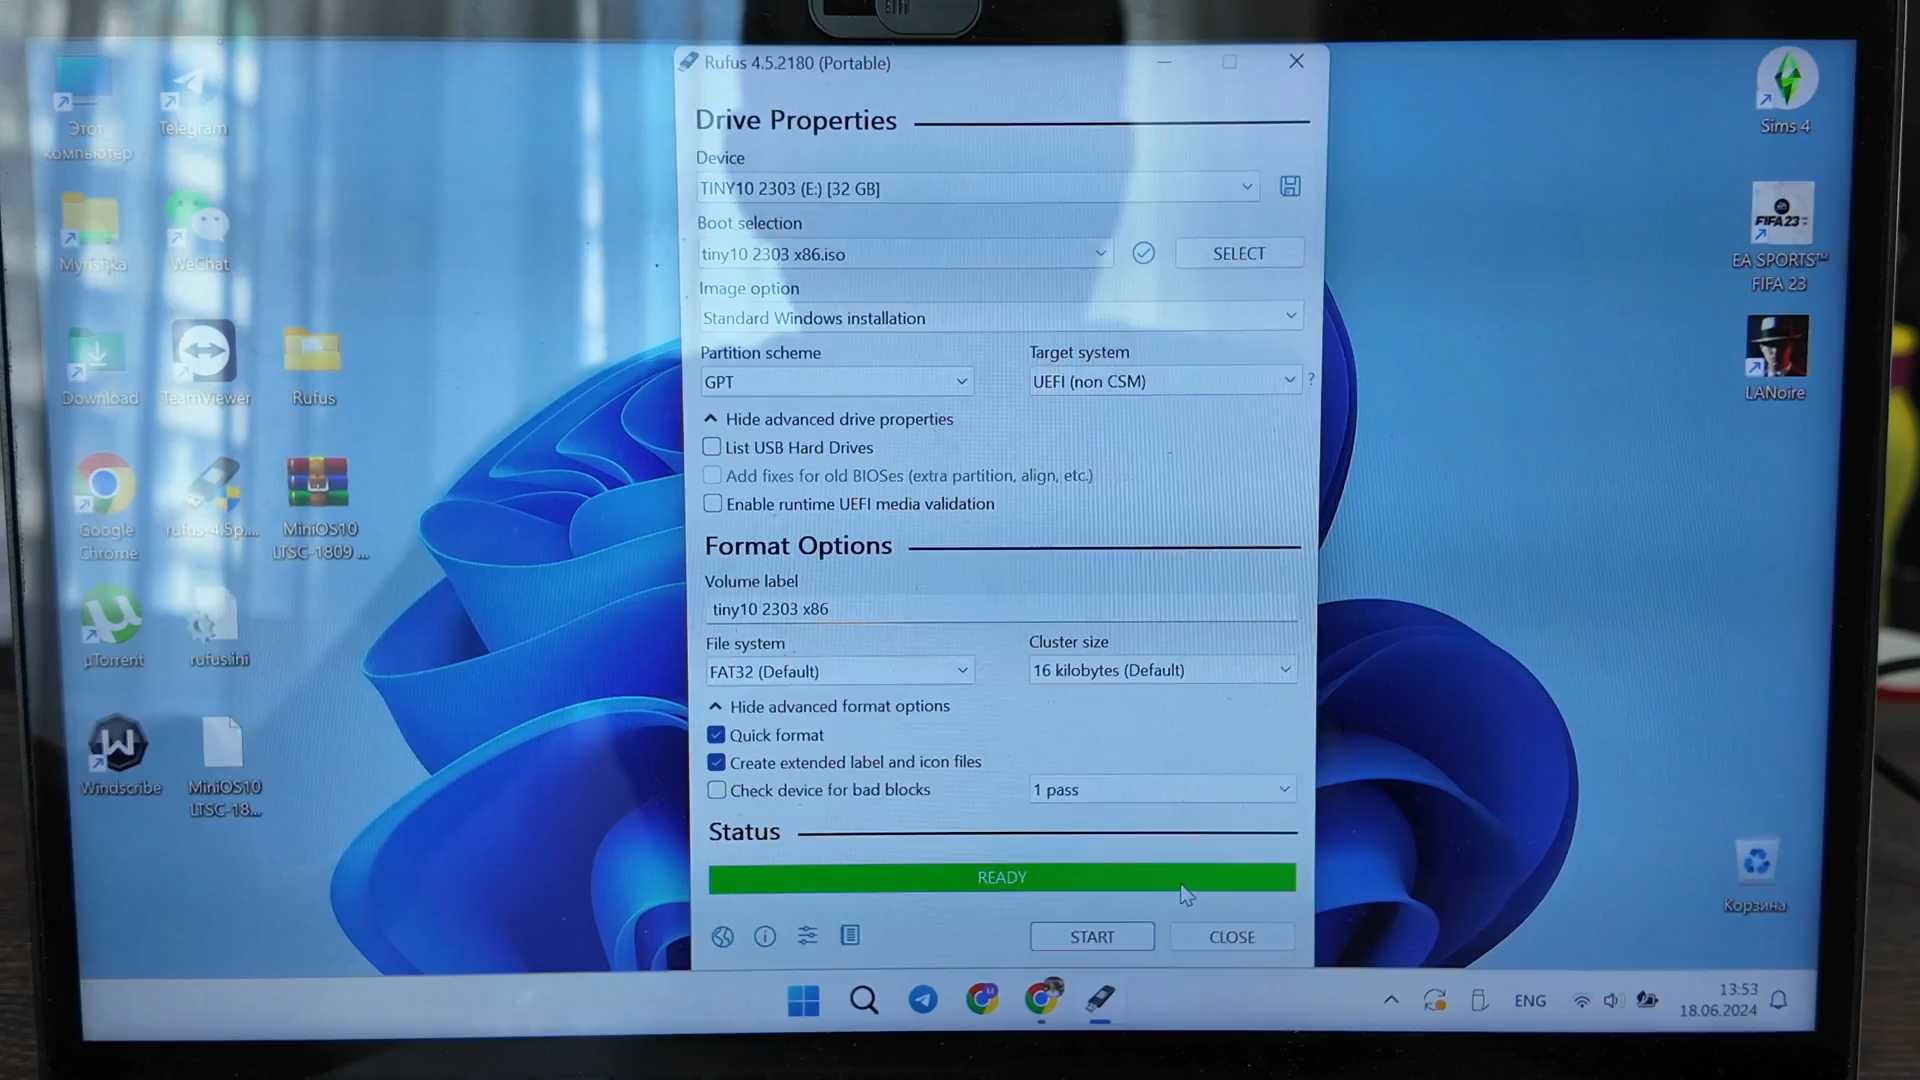 Rufus 4.5.2180 (Portable)
Drive Properties
Device
TINY10 2303 (E:) [32 GB]
Boot selection
tiny10 2303 x86.iso
SELECT
Image option
Standard Windows installation
Partition scheme
Target system
GPT
UEFI (non CSM)
?
Hide advanced drive properties
List USB Hard Drives
Add fixes for old BIOSes (extra partition, align, etc.)
Enable runtime UEFI media validation
Format Options
Volume label
tiny10 2303 x86
File system
Cluster size
FAT32 (Default)
16 kilobytes (Default)
Hide advanced format options
Quick format
Create extended label and icon files
Check device for bad blocks
1 pass
Status
READY
START
CLOSE
Этот
компьютер
Telegram
Myrishka
WeChat
Download
TeamViewer
Rufus
Google
Chrome
rufus-4.5p....
MiniOS10
LTSC-1809 ...
µTorrent
rufus.ini
Windscribe
MiniOS10
LTSC-18...
Sims 4
FIFA 23
EA SPORTS™
FIFA 23
LANoire
Корзина
ENG
13:53
18.06.2024